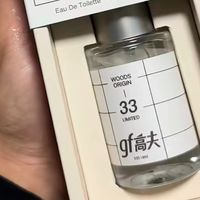 Eau De Toilette
WOODS
ORIGIN
33
LIMITED
gf高夫